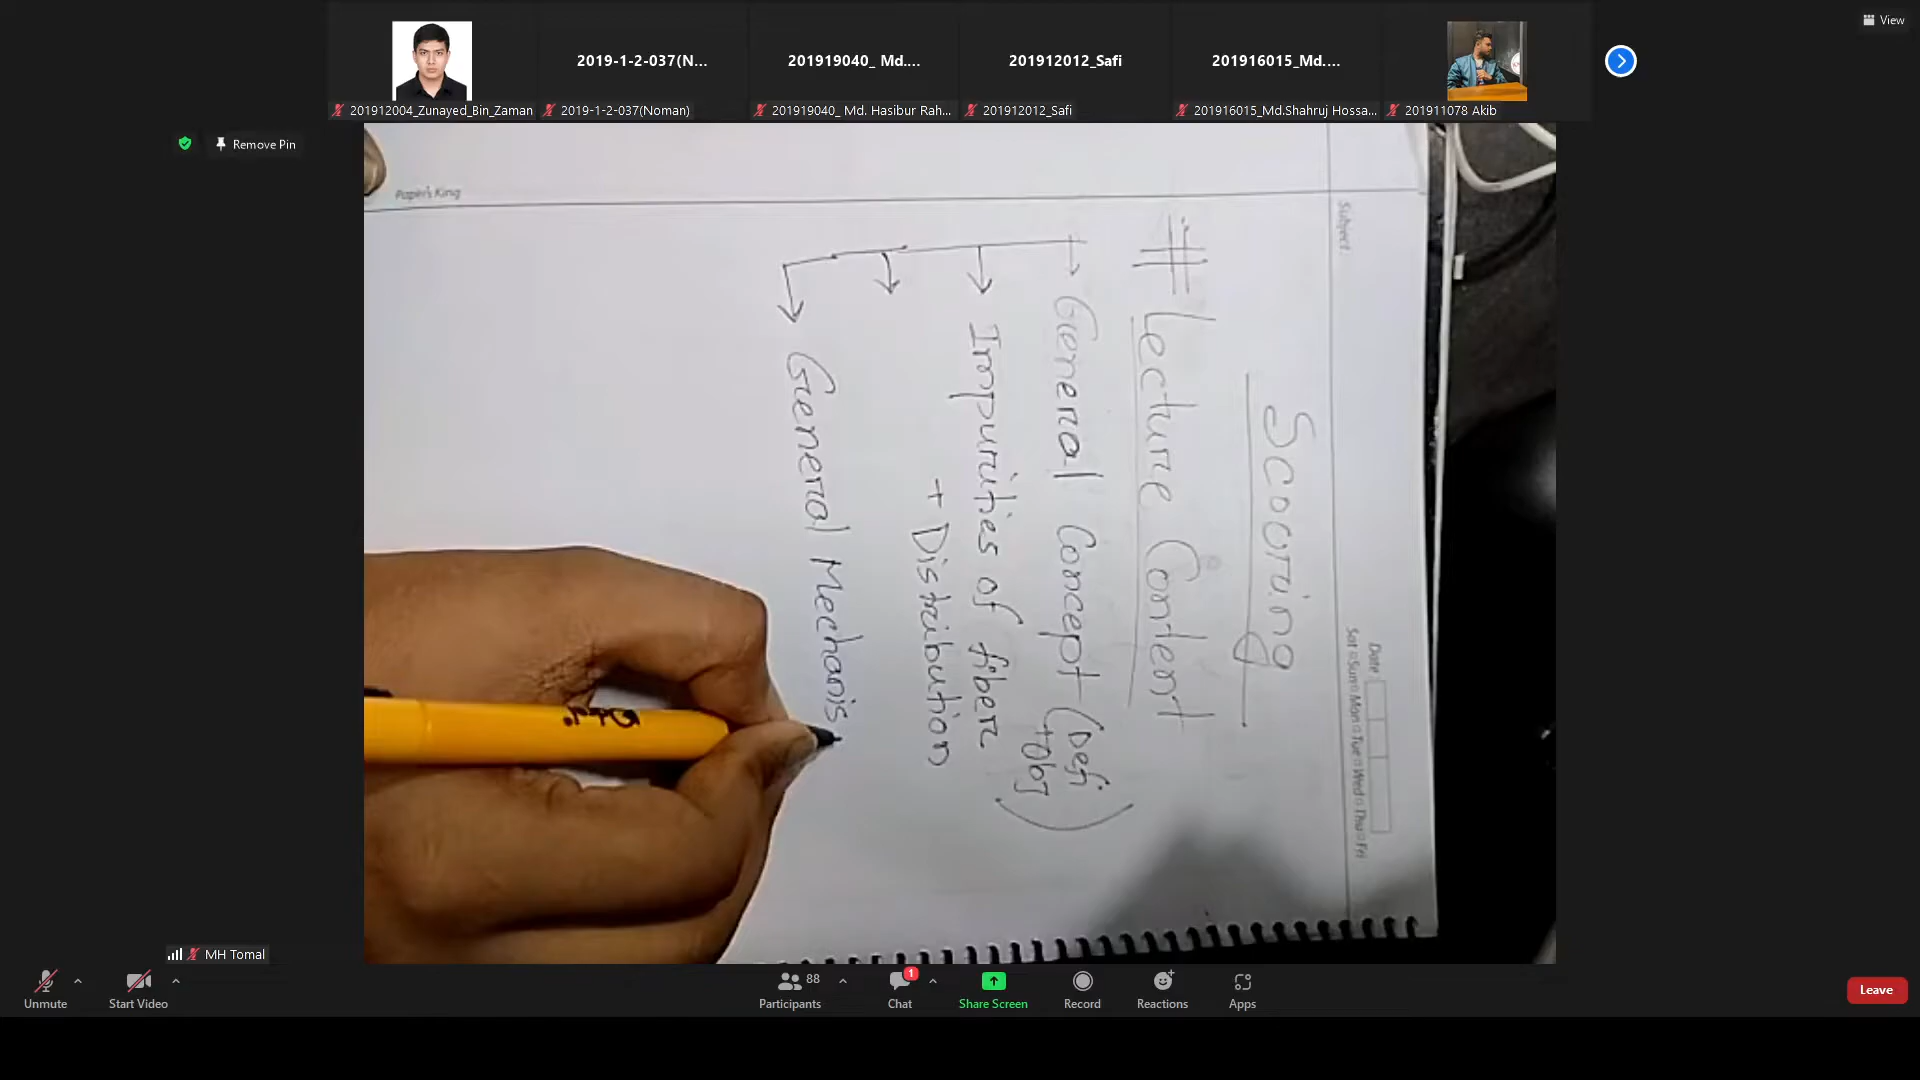 View
2019-1-2-037(N...
201919040_ Md....
201912012_Safi
201916015_Md....
201912004_Zunayed_Bin_Zaman
2019-1-2-037(Noman)
201919040_ Md. Hasibur Rah...
201912012_Safi
201916015_Md.Shahruj Hossa...
201911078 Akib
Remove Pin
Paper's King
Subject:
Date:
Sat Sun Mon Tue Wed Thu Fri
Scouring
# Lecture Content
General Concept (Defi
+Obj)
Impurities of fiber
+ Distribution
General Mechanis
MH Tomal
Unmute
Start Video
88
Participants
1
Chat
Share Screen
Record
Reactions
Apps
Leave